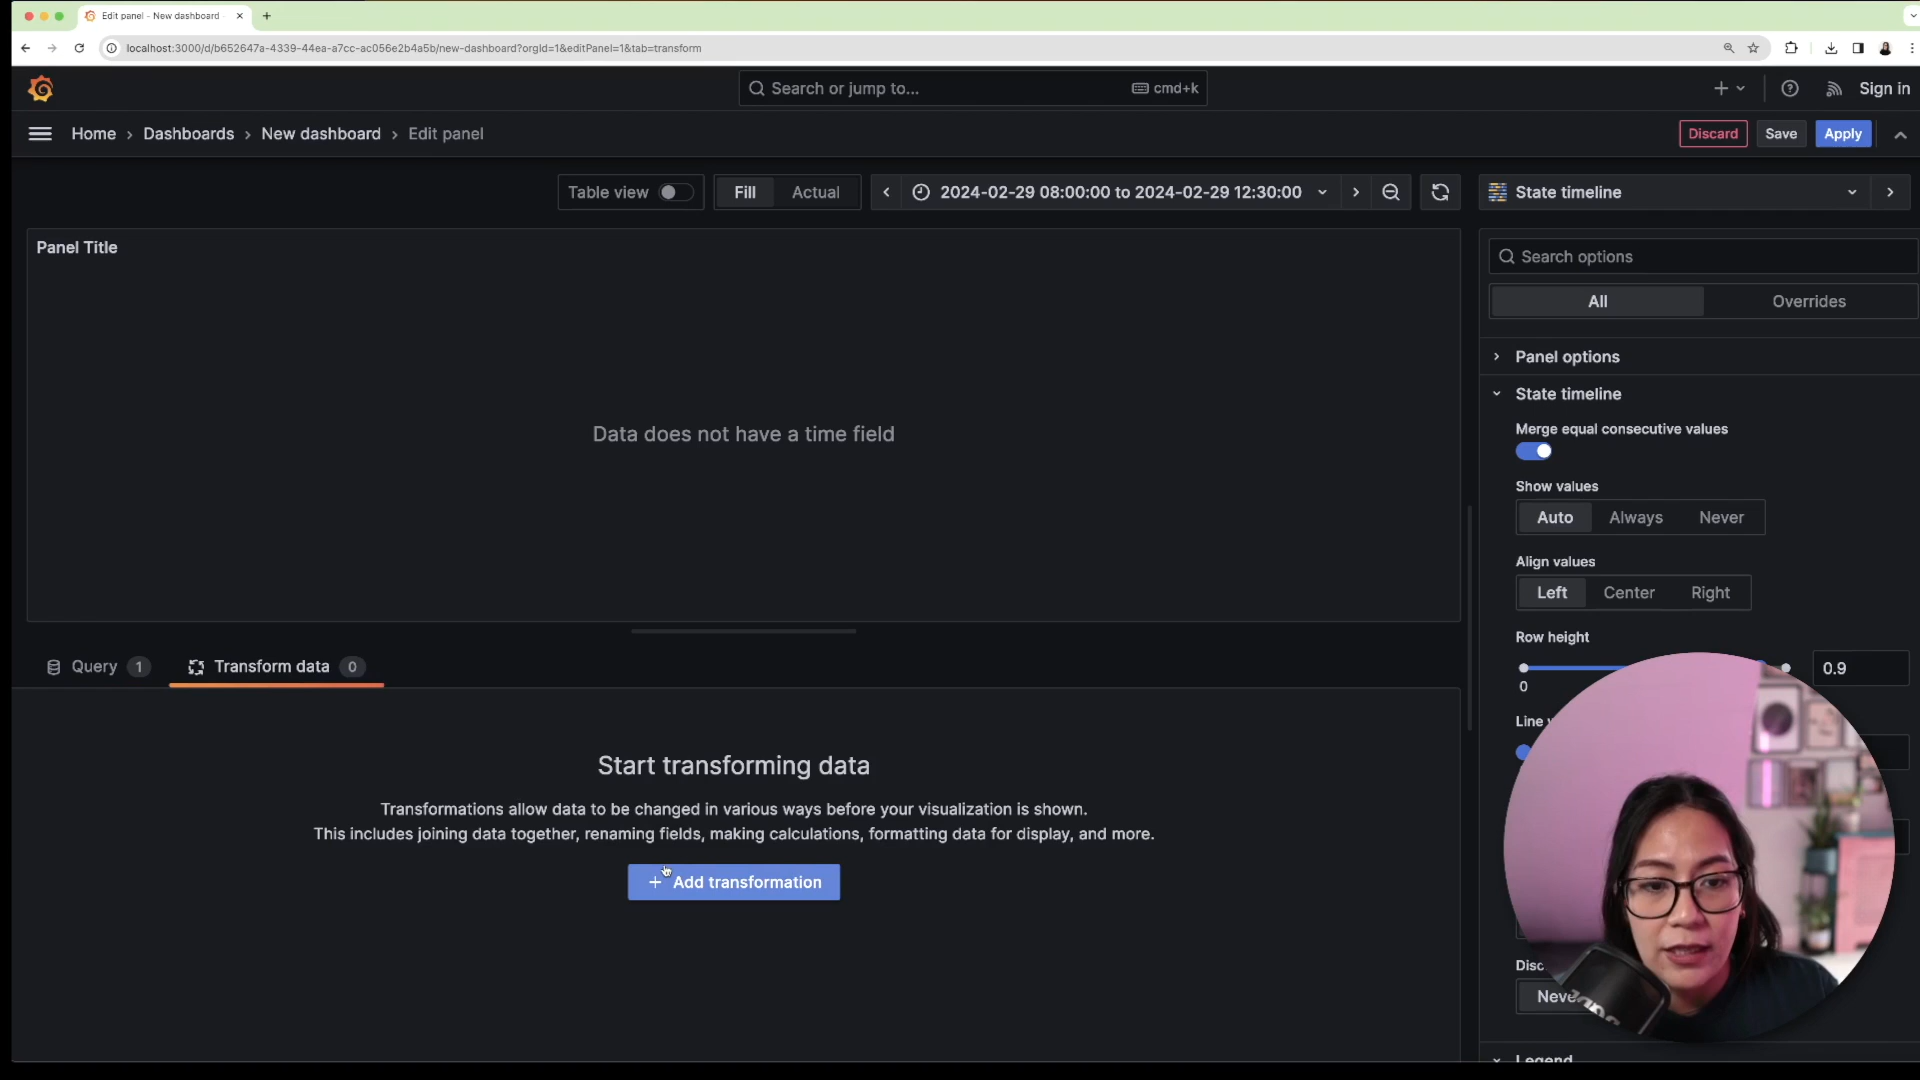 Edit panel - New dashboard -
localhost:3000/d/b652647a-4339-44ea-a7cc-ac056e2b4a5b/new-dashboard?orgId=1&editPanel=1&tab=transform
Search or jump to...
cmd+k
Sign in
Home
Dashboards
New dashboard
Edit panel
Discard
Save
Apply
Table view
Fill
Actual
2024-02-29 08:00:00 to 2024-02-29 12:30:00
State timeline
Panel Title
Search options
All
Overrides
Panel options
State timeline
Merge equal consecutive values
Data does not have a time field
Show values
Auto
Always
Never
Align values
Left
Center
Right
Row height
0.9
0
Line
Query 1
Transform data 0
Start transforming data
Transformations allow data to be changed in various ways before your visualization is shown.
This includes joining data together, renaming fields, making calculations, formatting data for display, and more.
+ Add transformation
Legend